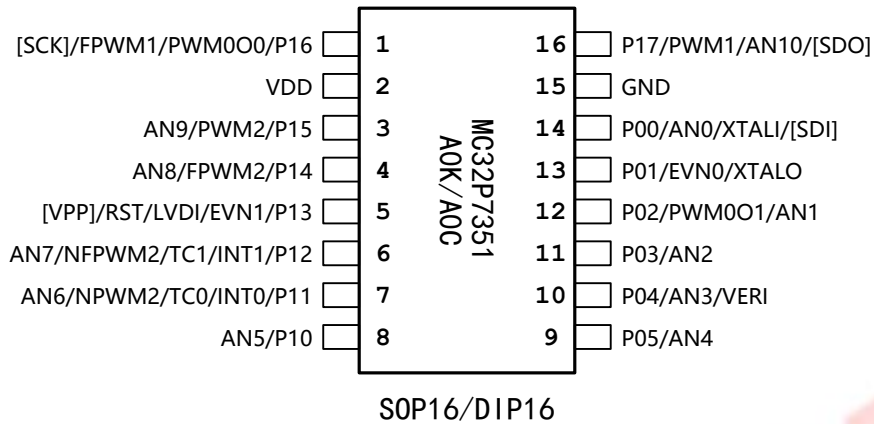 [SCK]/FPWM1/PWM0O0/P16 1 16 P17/PWM1/AN10/[SDO]
VDD 2 15 GND
AN9/PWM2/P15 3 14 P00/AN0/XTALI/[SDI]
AN8/FPWM2/P14 4 13 P01/EVN0/XTALO
[VPP]/RST/LVDI/EVN1/P13 5 12 P02/PWM0O1/AN1
AN7/NFPWM2/TC1/INT1/P12 6 11 P03/AN2
AN6/NPWM2/TC0/INT0/P11 7 10 P04/AN3/VERI
AN5/P10 8 9 P05/AN4
MC32P7351
A0K/A0C
SOP16/DIP16